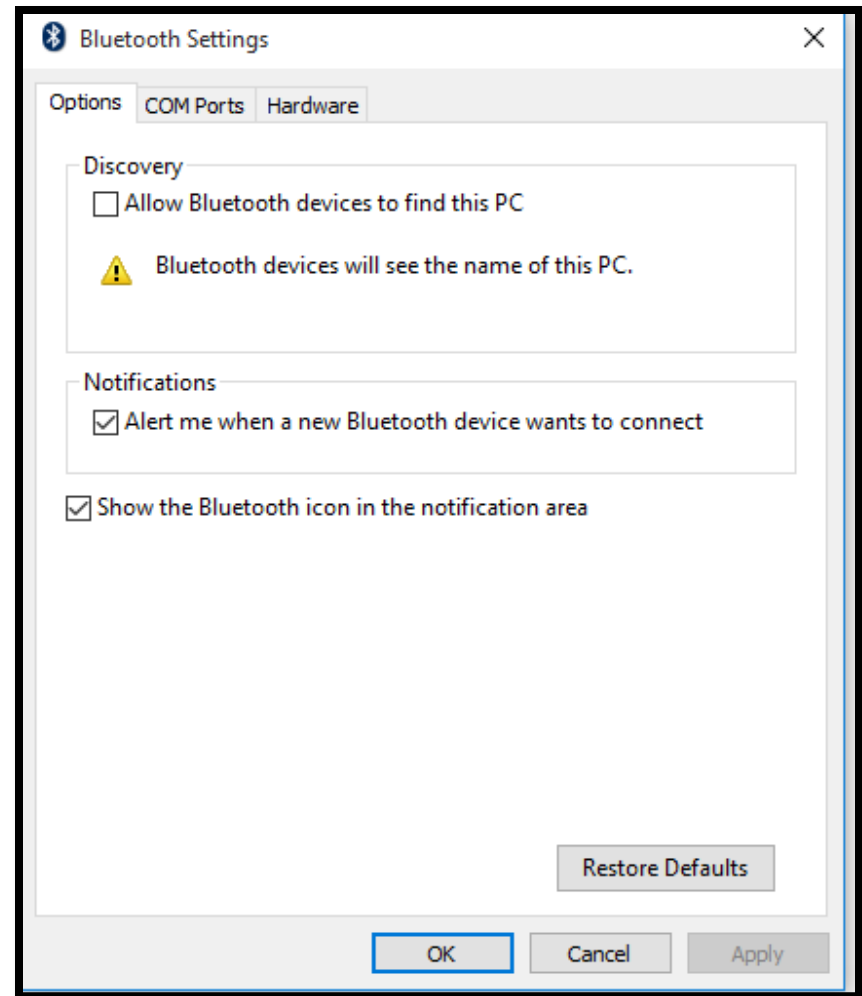 Bluetooth Settings
Options COM Ports Hardware
Discovery
Allow Bluetooth devices to find this PC
Bluetooth devices will see the name of this PC.
Notifications
Alert me when a new Bluetooth device wants to connect
Show the Bluetooth icon in the notification area
Restore Defaults
OK Cancel Apply